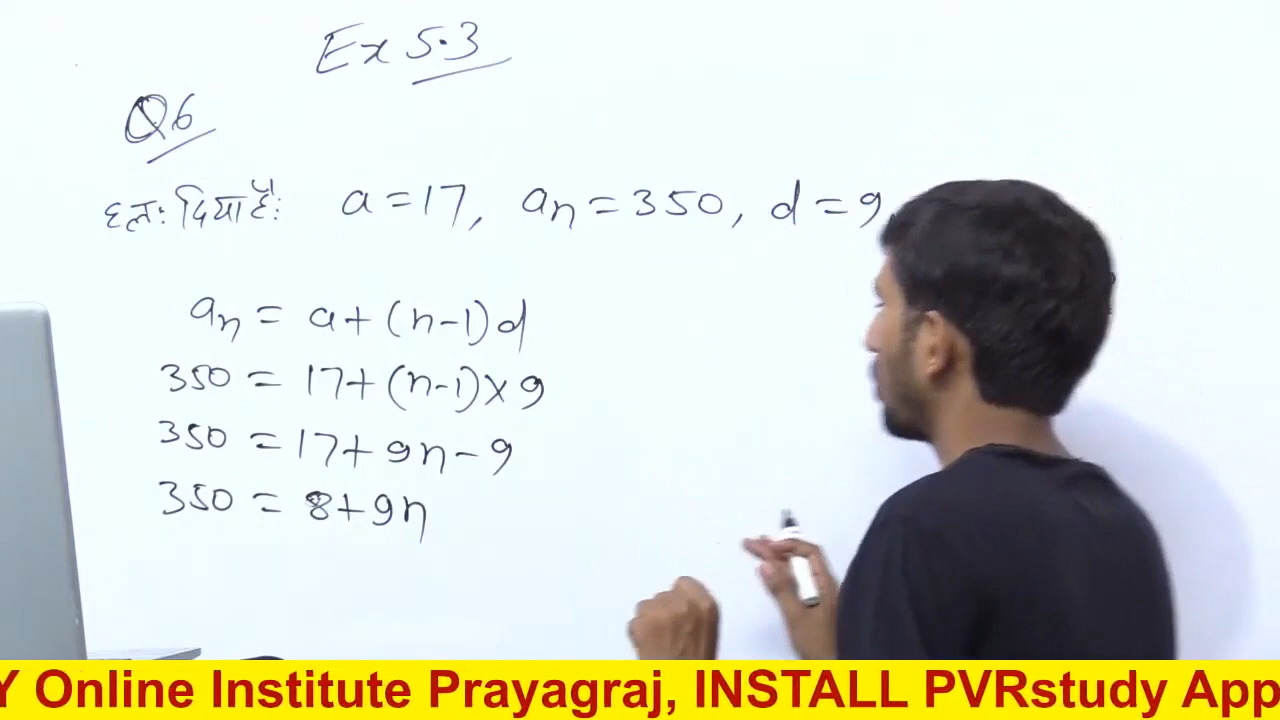 Ex 5.3
Q6
हल: दिया है: a = 17, an = 350, d = 9
an = a + (n-1)d
350 = 17 + (n-1) × 9
350 = 17 + 9n - 9
350 = 8 + 9n
Y Online Institute Prayagraj, INSTALL PVRstudy App